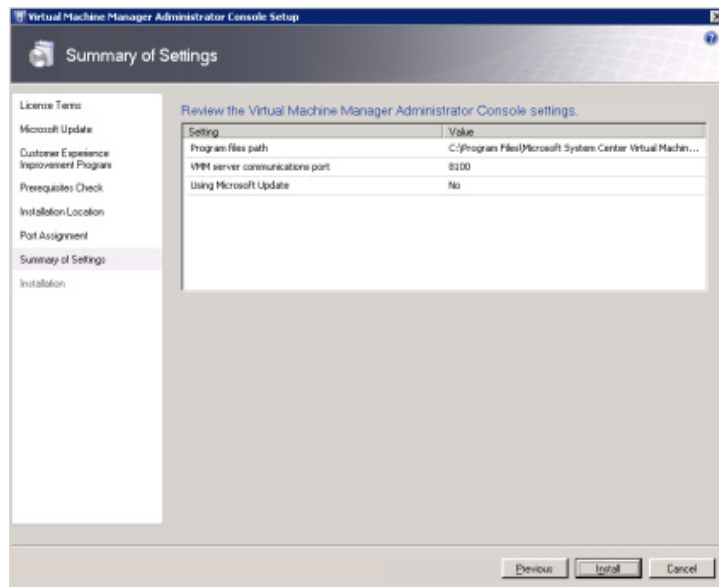 Virtual Machine Manager Administrator Console Setup
Summary of Settings
License Terms
Microsoft Update
Customer Experience
Improvement Program
Prerequisites Check
Installation Location
Port Assignment
Summary of Settings
Installation
Review the Virtual Machine Manager Administrator Console settings.
Setting Value
Program files path C:\Program Files\Microsoft System Center Virtual Machin...
VMM server communications port 8100
Using Microsoft Update No
Previous Install Cancel